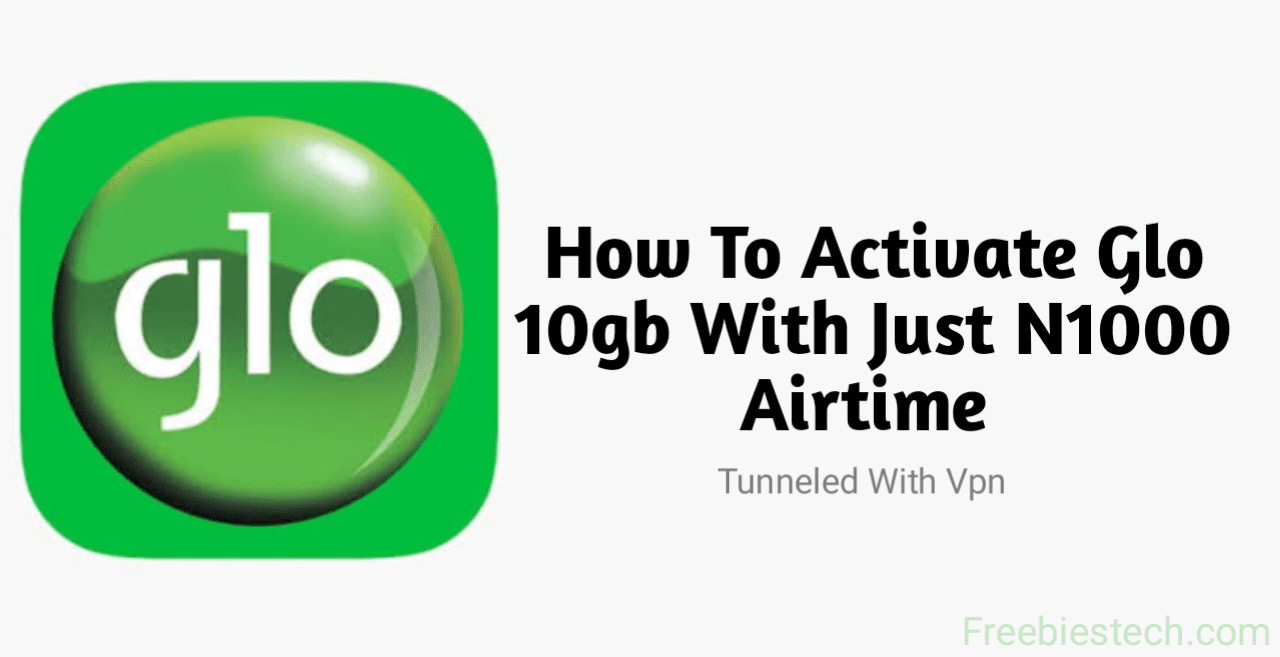 glo
How To Activate Glo
10gb With Just N1000
Airtime
Tunneled With Vpn
Freebiestech.com